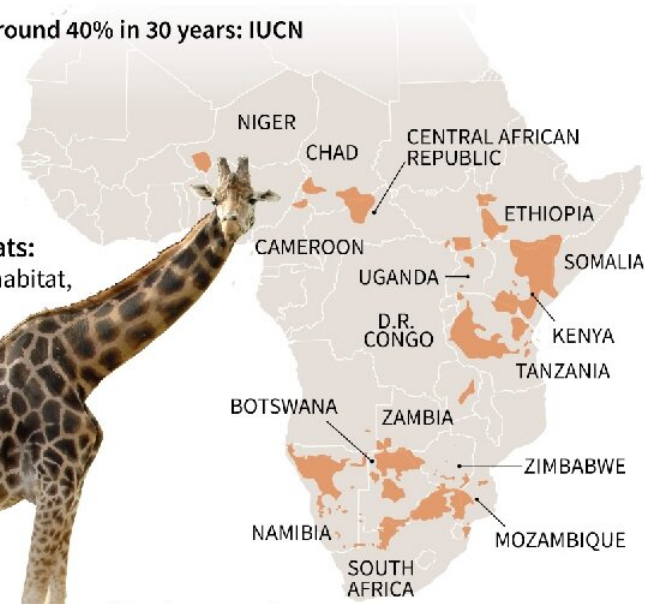 round 40% in 30 years: IUCN
NIGER
CHAD
CENTRAL AFRICAN
REPUBLIC
ETHIOPIA
ats:
CAMEROON
SOMALIA
habitat,
UGANDA
D.R.
CONGO
KENYA
TANZANIA
BOTSWANA
ZAMBIA
ZIMBABWE
NAMIBIA
MOZAMBIQUE
SOUTH
AFRICA